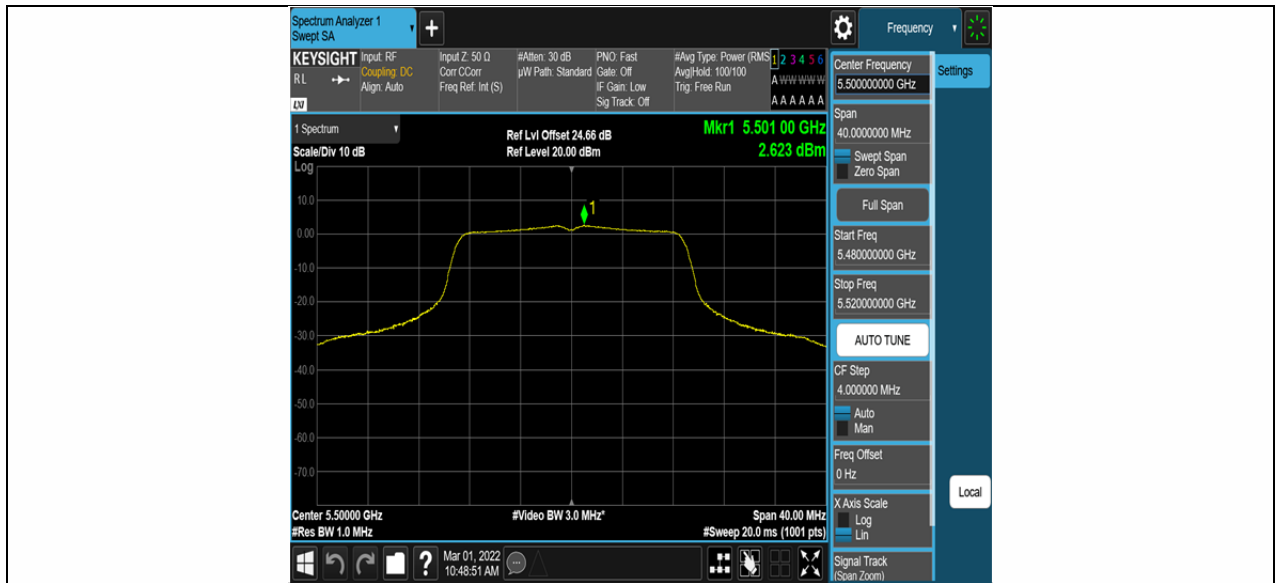 Spectrum Analyzer 1
Swept SA
+
Frequency
KEYSIGHT
RL
LXI
Input: RF
Coupling: DC
Align: Auto
Input Z: 50 Ω
Corr CCorr
Freq Ref: Int (S)
#Atten: 30 dB
µW Path: Standard
PNO: Fast
Gate: Off
IF Gain: Low
Sig Track: Off
#Avg Type: Power (RMS
Avg|Hold: 100/100
Trig: Free Run
1 2 3 4 5 6
A W W W W W
A A A A A A
1 Spectrum
Scale/Div 10 dB
Log
Ref Lvl Offset 24.66 dB
Ref Level 20.00 dBm
Mkr1 5.501 00 GHz
2.623 dBm
1
10.0
0.00
-10.0
-20.0
-30.0
-40.0
-50.0
-60.0
-70.0
Center 5.50000 GHz
#Res BW 1.0 MHz
#Video BW 3.0 MHz*
Span 40.00 MHz
#Sweep 20.0 ms (1001 pts)
?
Mar 01, 2022
10:48:51 AM
Center Frequency
5.500000000 GHz
Settings
Span
40.0000000 MHz
Swept Span
Zero Span
Full Span
Start Freq
5.480000000 GHz
Stop Freq
5.520000000 GHz
AUTO TUNE
CF Step
4.000000 MHz
Auto
Man
Freq Offset
0 Hz
X Axis Scale
Log
Lin
Local
Signal Track
(Span Zoom)